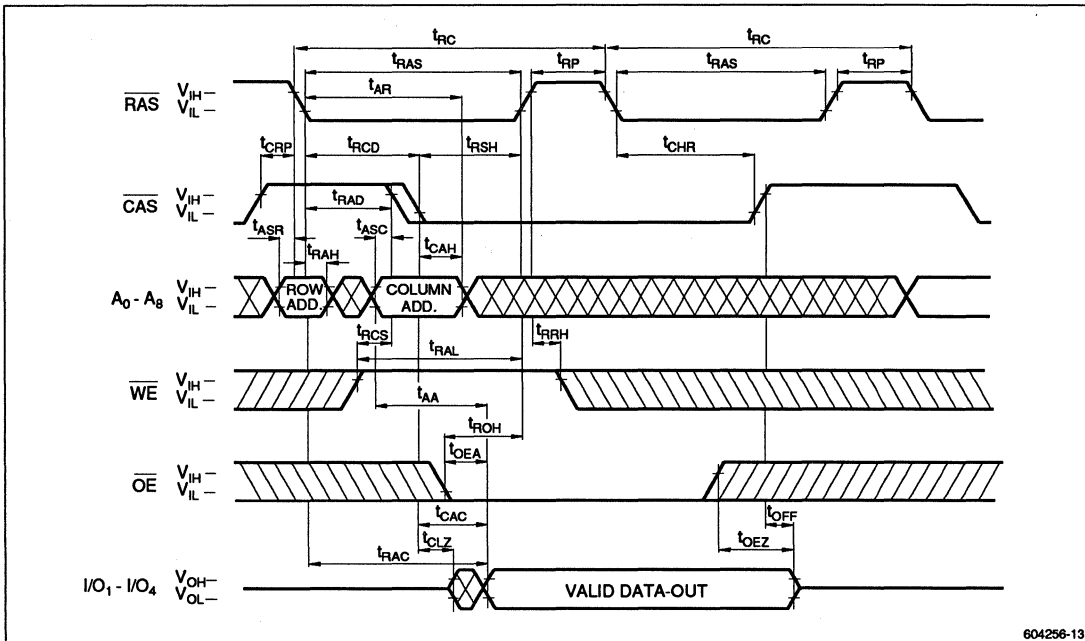 tRC tRC
tRAS tRP tRAS tRP
tAR
RAS VIH
VIL
tCRP tRCD tRSH tCHR
CAS VIH
VIL
tRAD
tASR tASC
tRAH tCAH
A0 - A8 VIH
VIL
ROW ADD.
COLUMN ADD.
tRCS tRRH
tRAL
WE VIH
VIL
tAA
tROH
tOEA
OE VIH
VIL
tCAC tOFF
tCLZ tOEZ
tRAC
I/O1 - I/O4 VOH
VOL
VALID DATA-OUT
604256-13